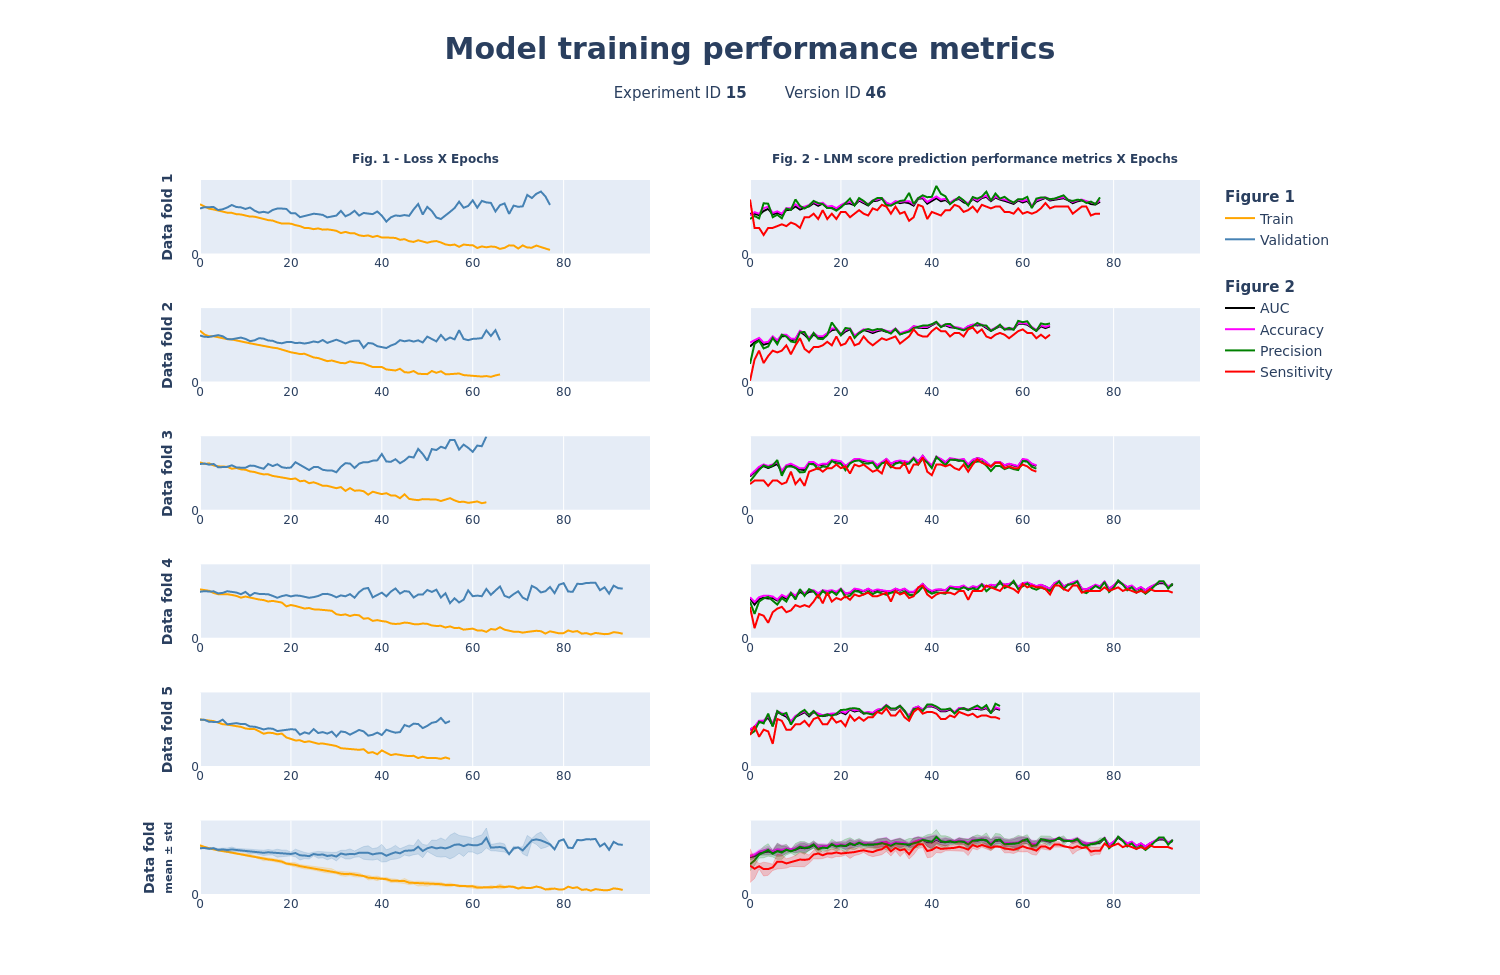 Model training performance metrics
Experiment ID 15 Version ID 46
Fig. 1 - Loss X Epochs
Fig. 2 - LNM score prediction performance metrics X Epochs
Data fold 1
0
0 20 40 60 80
0
0 20 40 60 80
Figure 1
Train
Validation
Figure 2
AUC
Accuracy
Precision
Sensitivity
Data fold 2
0
0 20 40 60 80
0
0 20 40 60 80
Data fold 3
0
0 20 40 60 80
0
0 20 40 60 80
Data fold 4
0
0 20 40 60 80
0
0 20 40 60 80
Data fold 5
0
0 20 40 60 80
0
0 20 40 60 80
Data fold
mean ± std
0
0 20 40 60 80
0
0 20 40 60 80